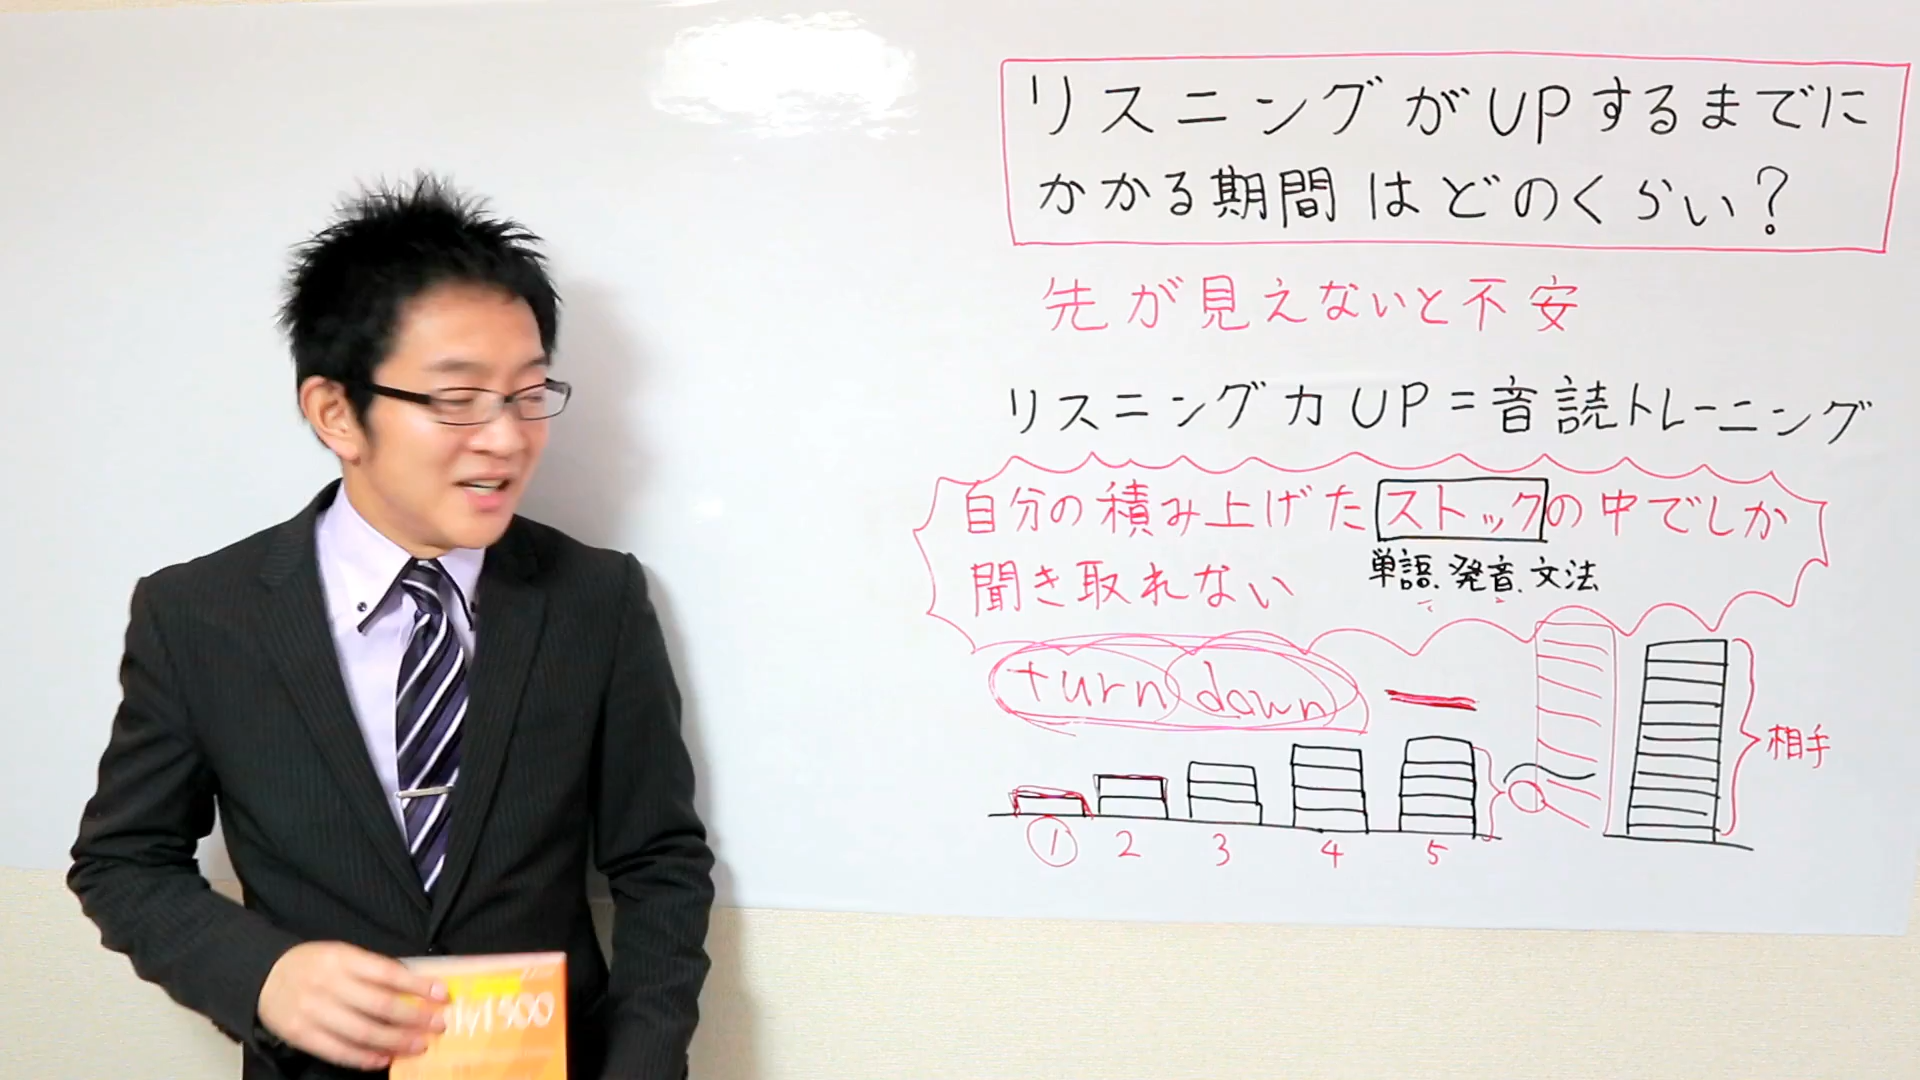 リスニングがUPするまでに
かかる期間はどのくらい?
先が見えないと不安
リスニング力UP=音読トレーニング
自分の積み上げたストックの中でしか
聞き取れない
単語、発音、文法
turn down
相手
1 2 3 4 5
1500